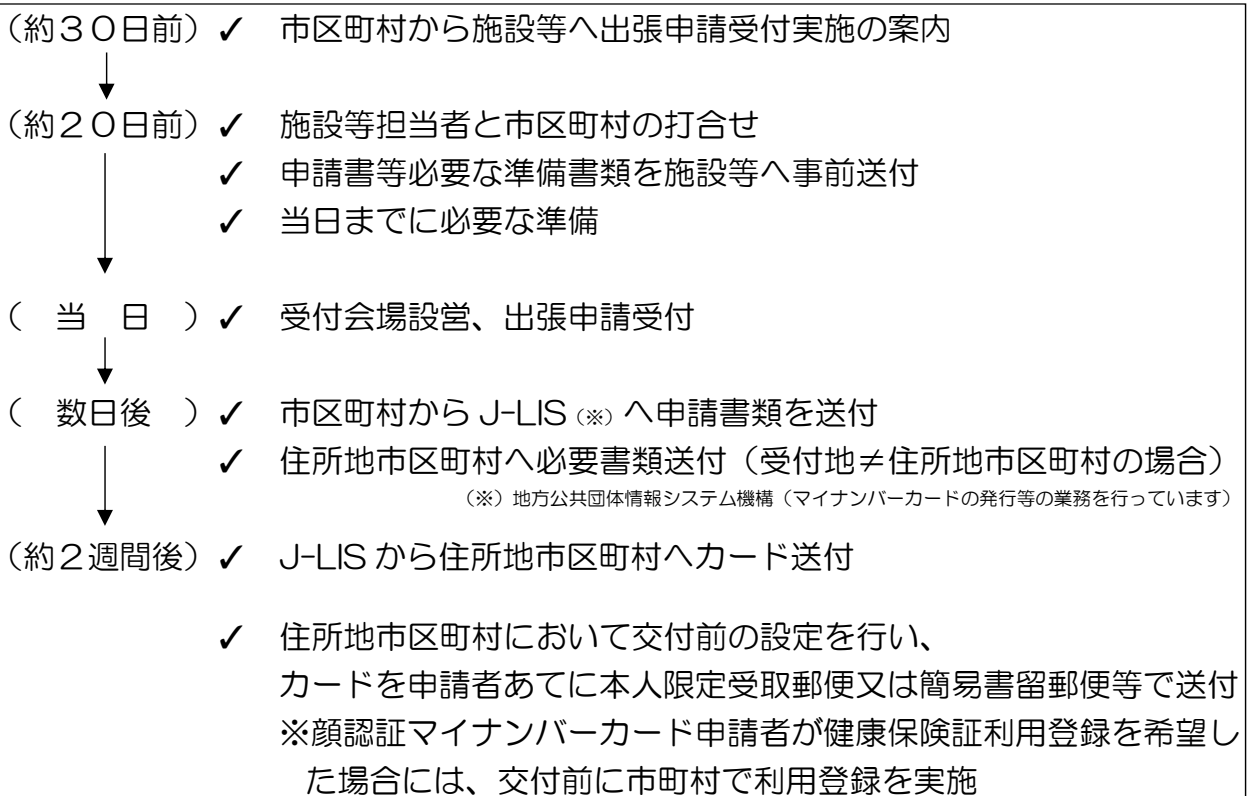 （約３０日前）✓ 市区町村から施設等へ出張申請受付実施の案内
（約２０日前）✓ 施設等担当者と市区町村の打合せ
✓ 申請書等必要な準備書類を施設等へ事前送付
✓ 当日までに必要な準備
（ 当 日 ）✓ 受付会場設営、出張申請受付
（ 数日後 ）✓ 市区町村から J-LIS（※）へ申請書類を送付
✓ 住所地市区町村へ必要書類送付（受付地≠住所地市区町村の場合）
（※）地方公共団体情報システム機構（マイナンバーカードの発行等の業務を行っています）
（約２週間後）✓ J-LIS から住所地市区町村へカード送付
✓ 住所地市区町村において交付前の設定を行い、
カードを申請者あてに本人限定受取郵便又は簡易書留郵便等で送付
※顔認証マイナンバーカード申請者が健康保険証利用登録を希望し
た場合には、交付前に市町村で利用登録を実施